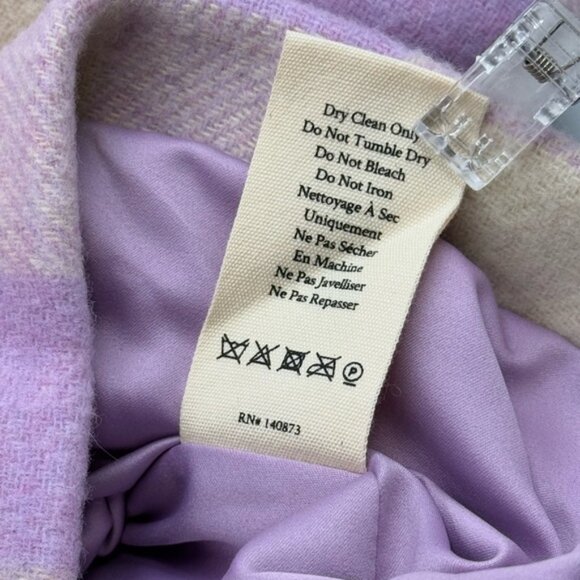 Dry Clean Only
Do Not Tumble Dry
Do Not Bleach
Do Not Iron
Nettoyage À Sec
Uniquement
Ne Pas Sécher
En Machine
Ne Pas Javelliser
Ne Pas Repasser
P
RN# 140873